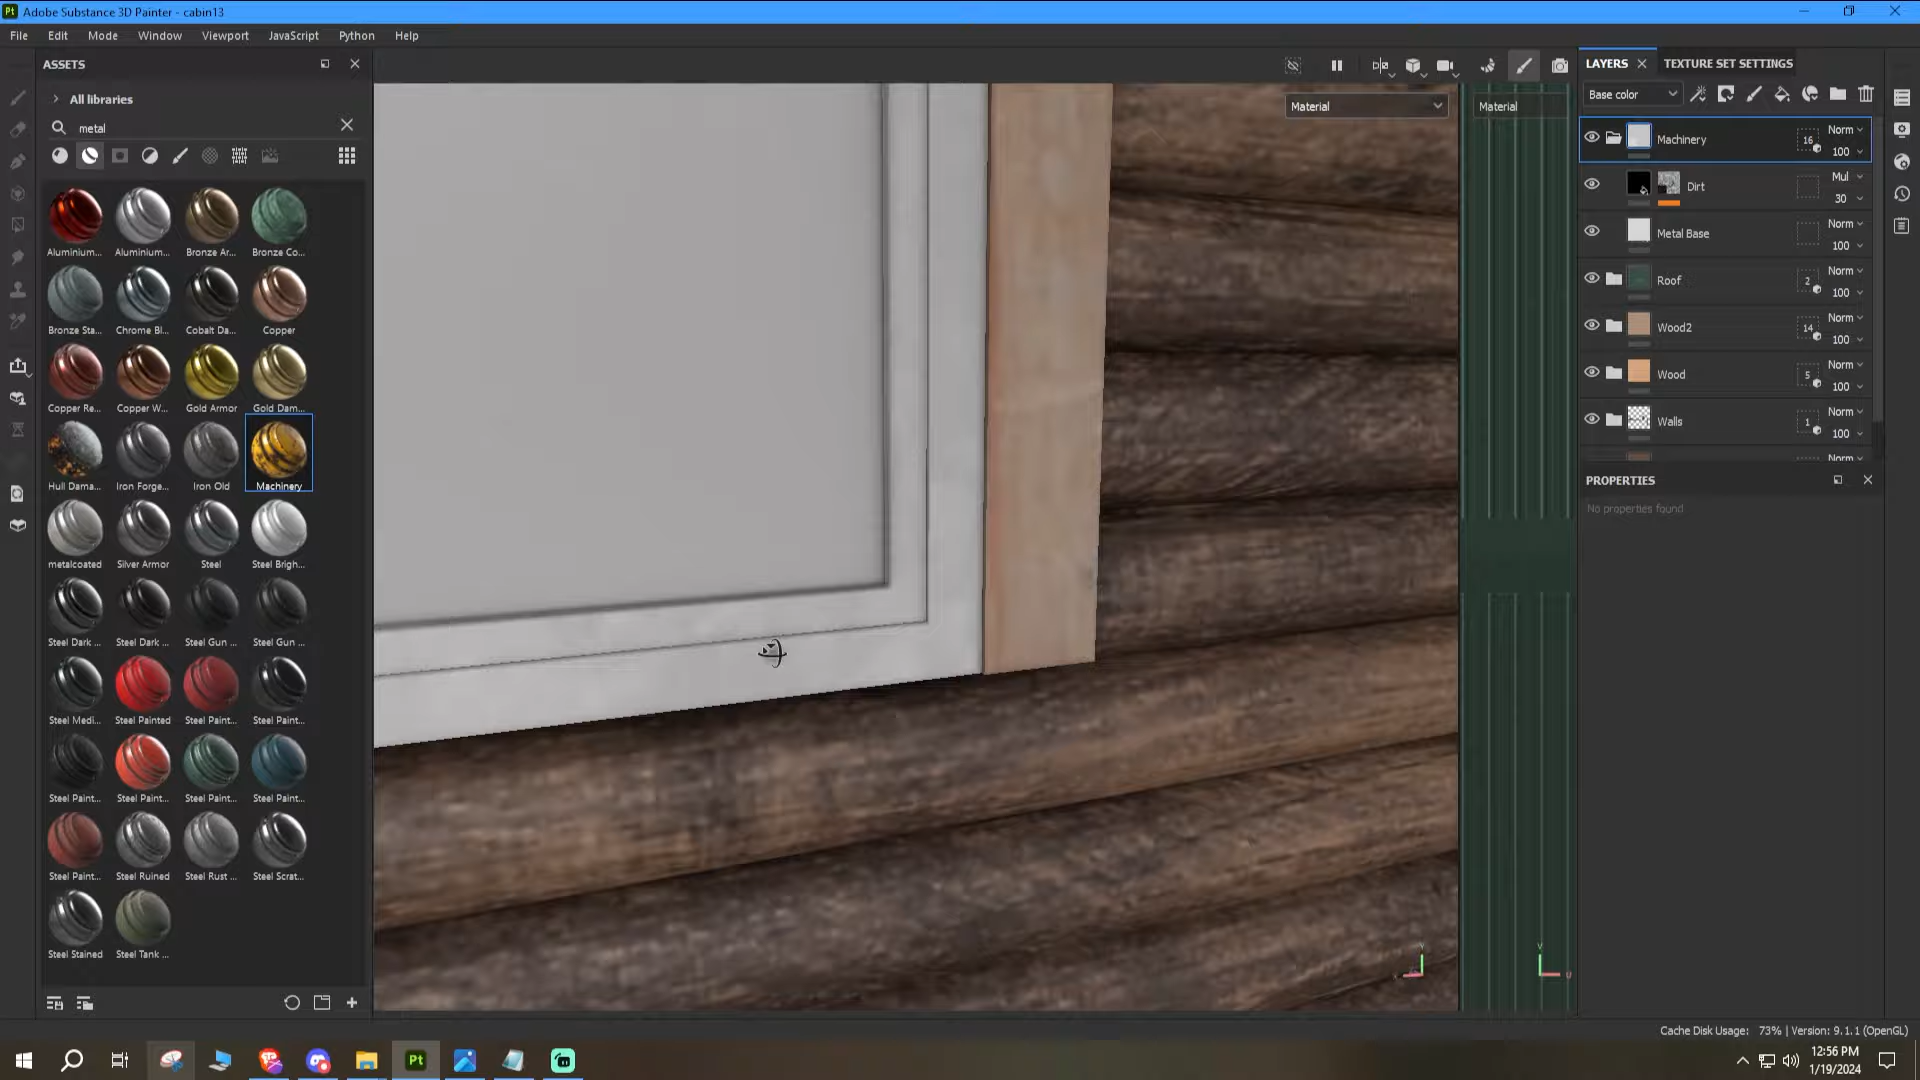 Pt Adobe Substance 3D Painter - cabin13
File Edit Mode Window Viewport JavaScript Python Help
ASSETS
All libraries
metal
Aluminium... Aluminium... Bronze Ar... Bronze Co...
Bronze Sta... Chrome Bl... Cobalt Da... Copper
Copper Re... Copper W... Gold Armor Gold Dam...
Hull Dama... Iron Forge... Iron Old Machinery
metalcoated Silver Armor Steel Steel Brigh...
Steel Dark ... Steel Dark ... Steel Gun ... Steel Gun ...
Steel Medi... Steel Painted Steel Paint... Steel Paint...
Steel Paint... Steel Paint... Steel Paint... Steel Paint...
Steel Paint... Steel Ruined Steel Rust ... Steel Scrat...
Steel Stained Steel Tank ...
Material
Material
LAYERS TEXTURE SET SETTINGS
Base color
Machinery 16 Norm 100
Dirt Mul 30
Metal Base Norm 100
Roof 2 Norm 100
Wood2 14 Norm 100
Wood 5 Norm 100
Walls 1 Norm 100
Norm
PROPERTIES
No properties found
Cache Disk Usage: 73% | Version: 9.1.1 (OpenGL)
Pt
12:56 PM
1/19/2024